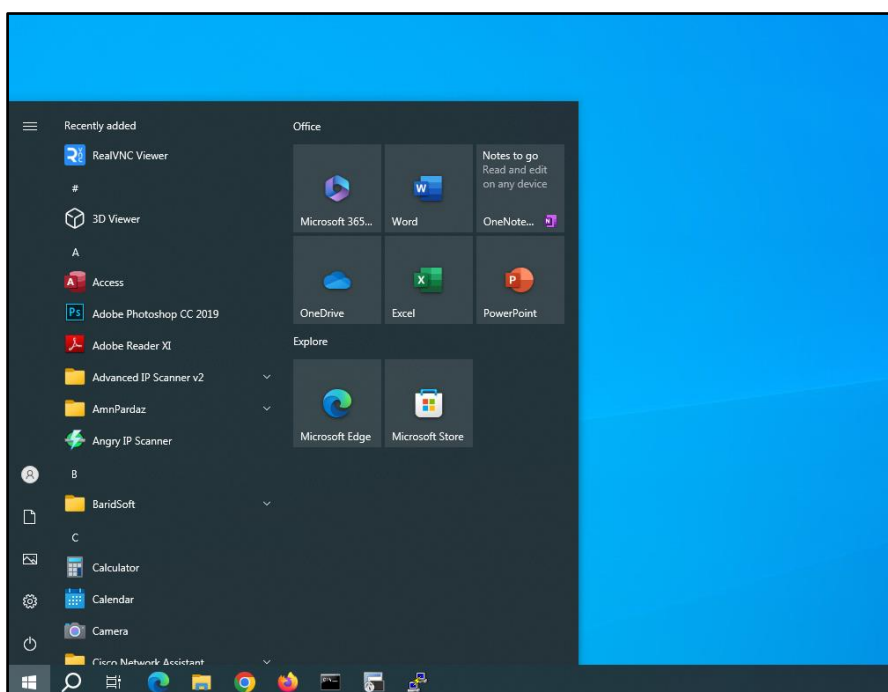 Recently added
RealVNC Viewer
#
3D Viewer
A
Access
Adobe Photoshop CC 2019
Adobe Reader XI
Advanced IP Scanner v2
AmnPardaz
Angry IP Scanner
B
BaridSoft
C
Calculator
Calendar
Camera
Cisco Network Assistant
Office
Microsoft 365...
Word
Notes to go
Read and edit
on any device
OneNote...
OneDrive
Excel
PowerPoint
Explore
Microsoft Edge
Microsoft Store